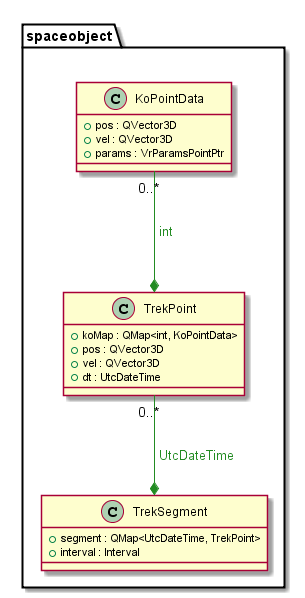 spaceobject
C KoPointData
pos : QVector3D
vel : QVector3D
params : VrParamsPointPtr
0..*
int
C TrekPoint
koMap : QMap<int, KoPointData>
pos : QVector3D
vel : QVector3D
dt : UtcDateTime
0..*
UtcDateTime
C TrekSegment
segment : QMap<UtcDateTime, TrekPoint>
interval : Interval